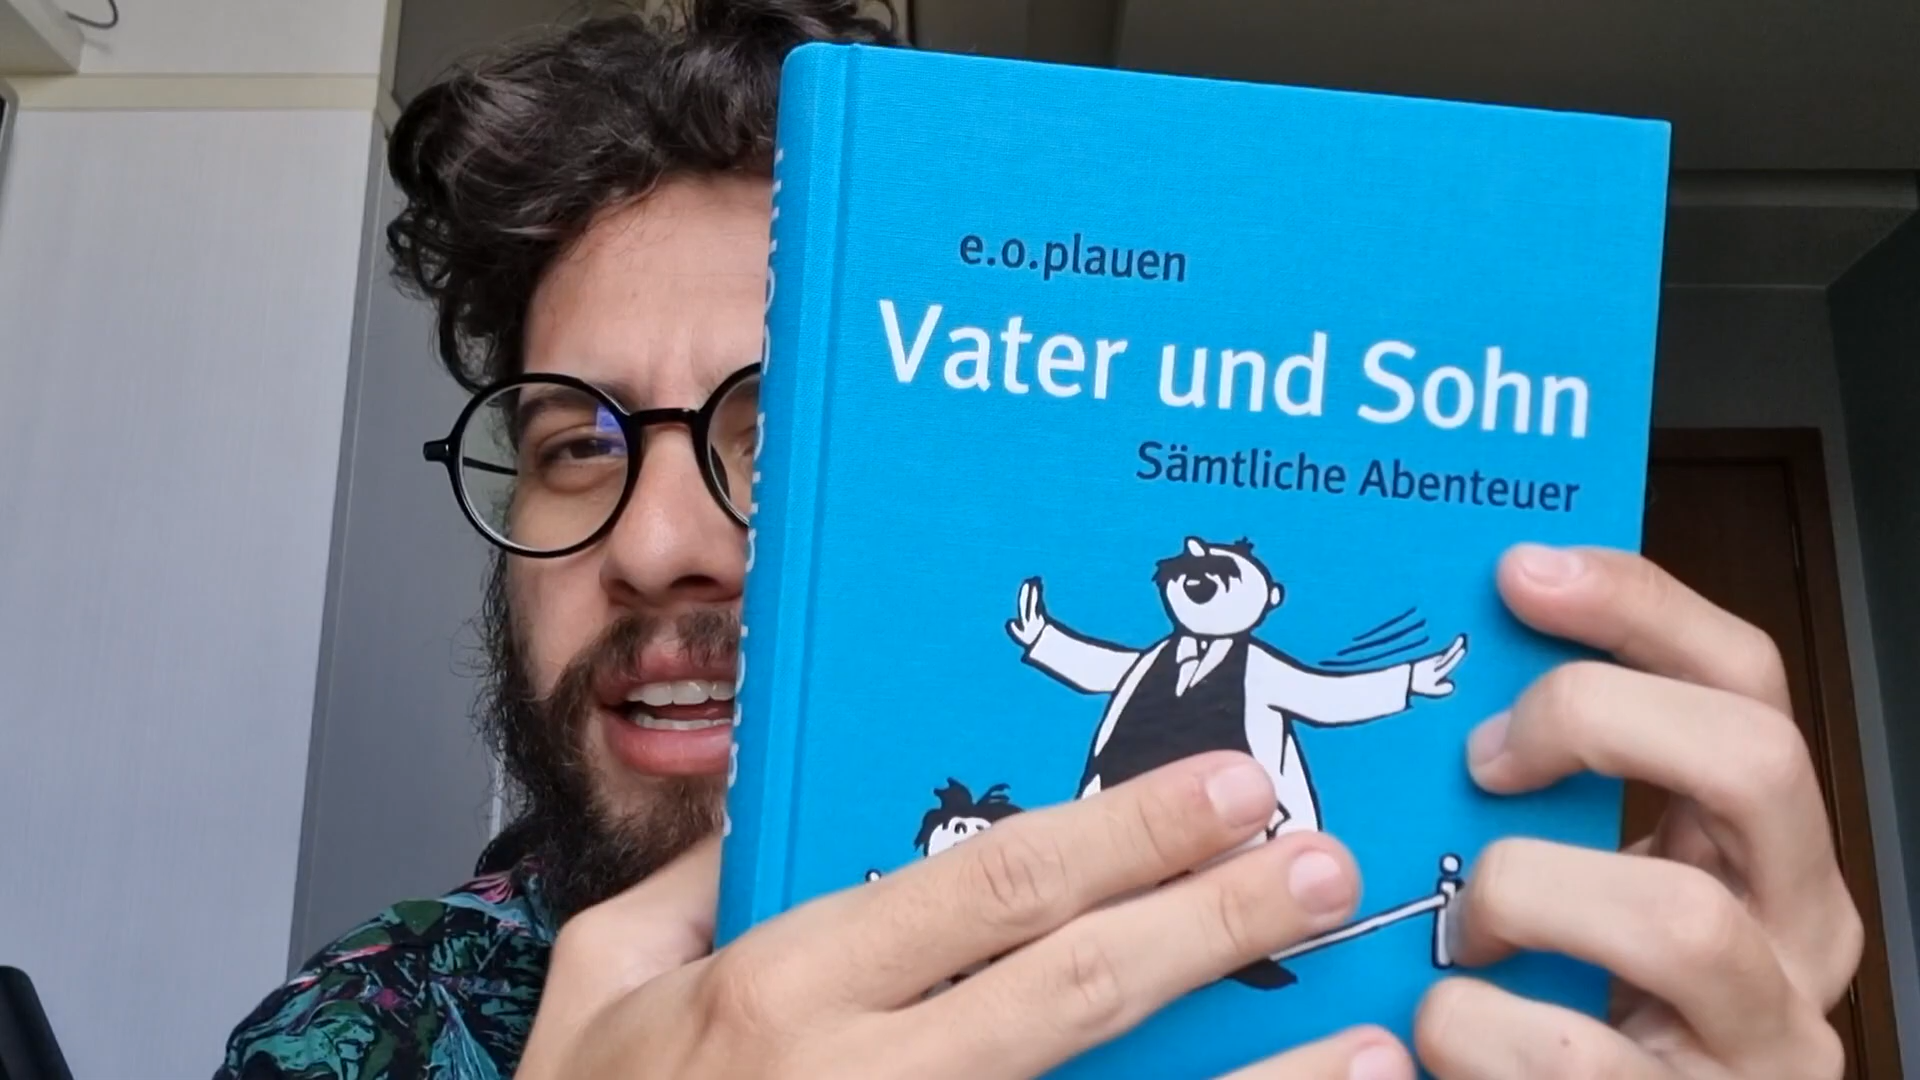 e.o.plauen
Vater und Sohn
Sämtliche Abenteuer